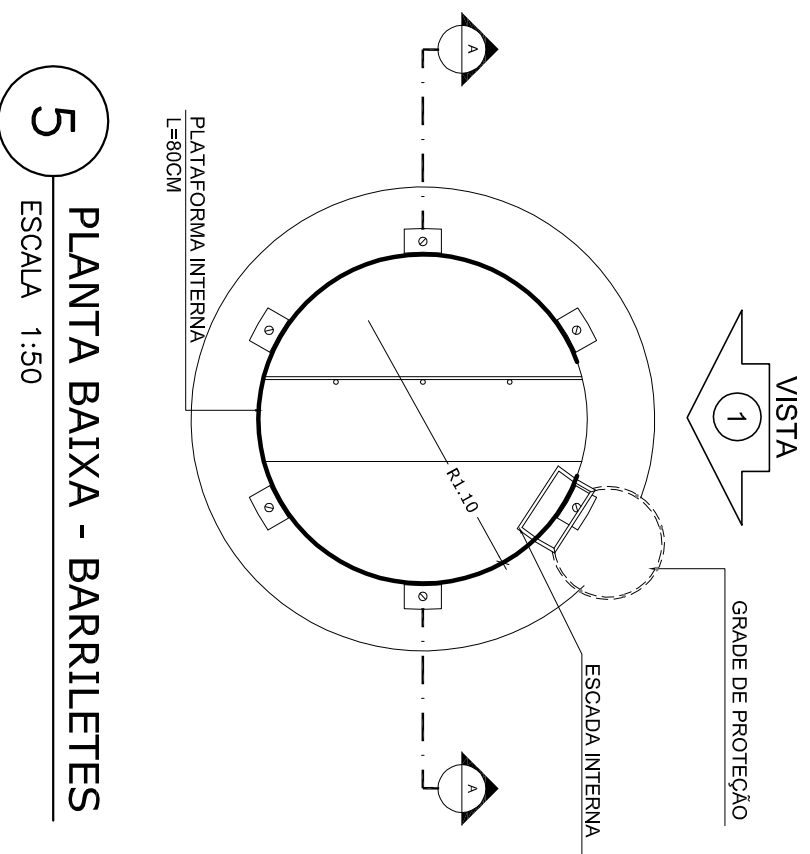 VISTA
1
GRADE DE PROTEÇÃO
A
A
R1.10
ESCADA INTERNA
PLATAFORMA INTERNA
L=80CM
5
PLANTA BAIXA - BARRILETES
ESCALA 1:50